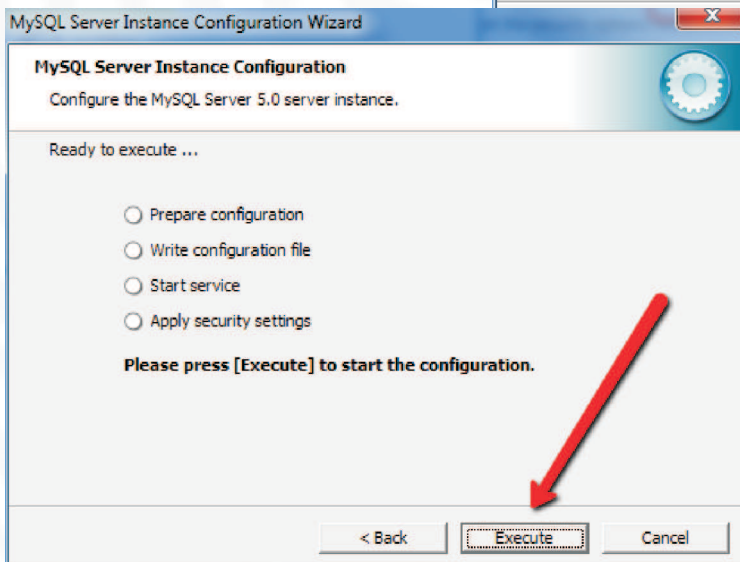 MySQL Server Instance Configuration Wizard
MySQL Server Instance Configuration
Configure the MySQL Server 5.0 server instance.
Ready to execute ...
Prepare configuration
Write configuration file
Start service
Apply security settings
Please press [Execute] to start the configuration.
< Back Execute Cancel